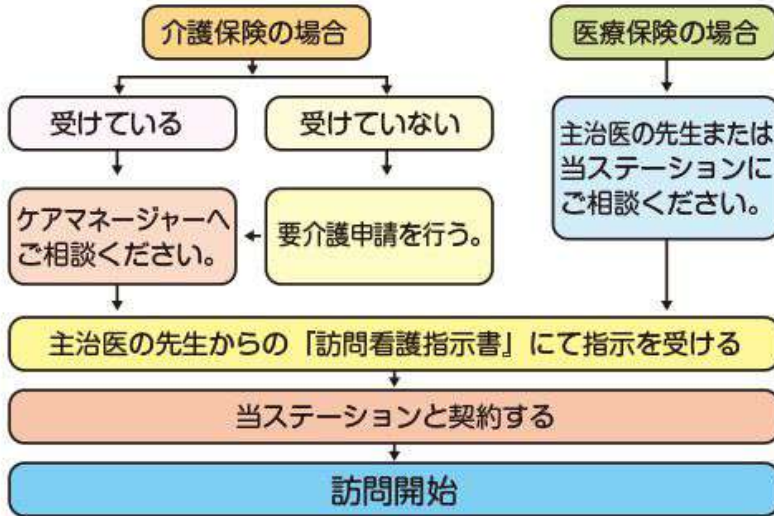 介護保険の場合
医療保険の場合
受けている
受けていない
主治医の先生または
当ステーションに
ご相談ください。
ケアマネージャーへ
ご相談ください。
要介護申請を行う。
主治医の先生からの『訪問看護指示書』にて指示を受ける
当ステーションと契約する
訪問開始